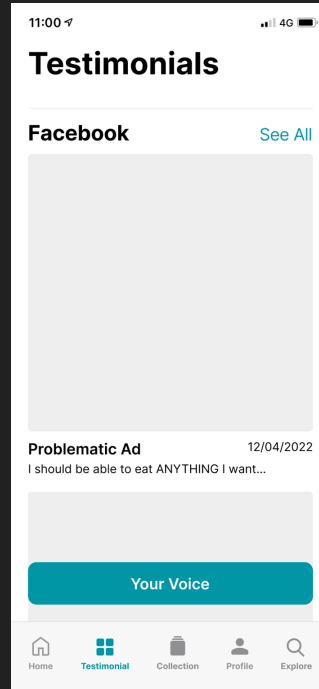 11:00
4G
Testimonials
Facebook See All
Problematic Ad 12/04/2022
I should be able to eat ANYTHING I want...
Your Voice
Home Testimonial Collection Profile Explore